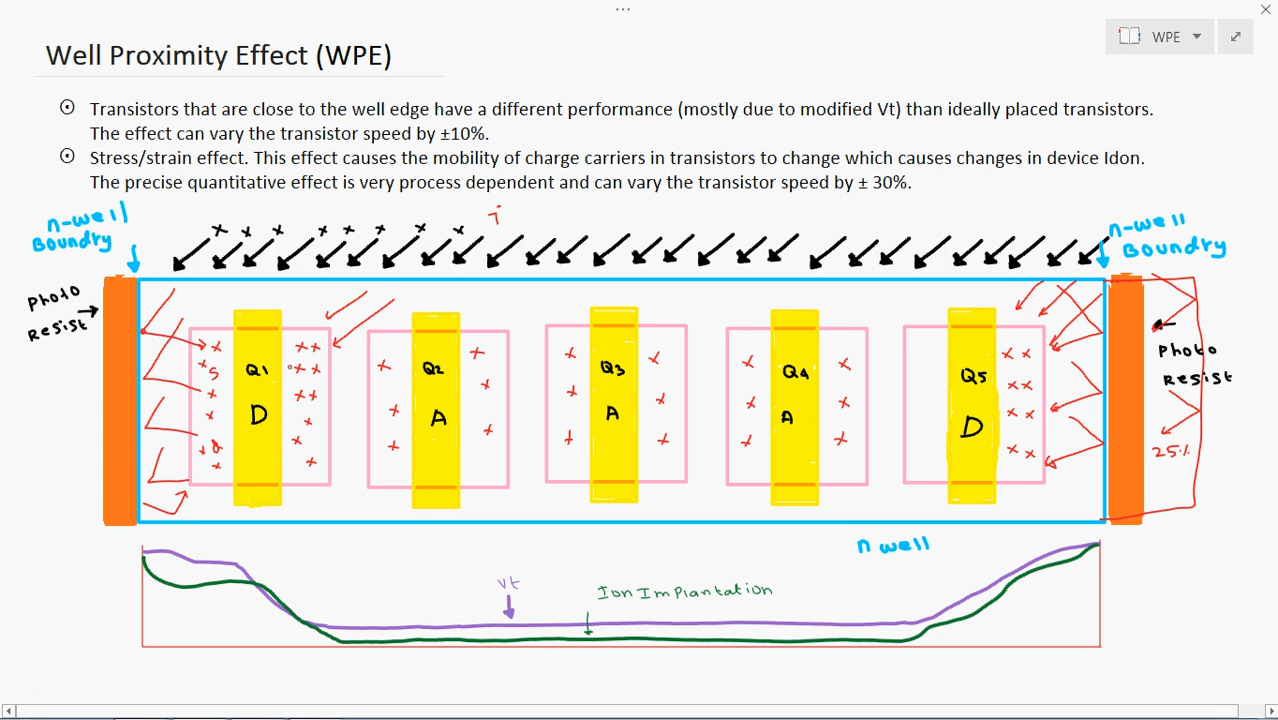 Well Proximity Effect (WPE)
WPE
Transistors that are close to the well edge have a different performance (mostly due to modified Vt) than ideally placed transistors.
The effect can vary the transistor speed by ±10%.
Stress/strain effect. This effect causes the mobility of charge carriers in transistors to change which causes changes in device Idon.
The precise quantitative effect is very process dependent and can vary the transistor speed by ± 30%.
n-well
Boundry
n-well
Boundry
Photo
Resist
Photo
Resist
Q1
Q2
Q3
Q4
Q5
D
A
A
A
D
25%
n well
Vt
Ion Implantation